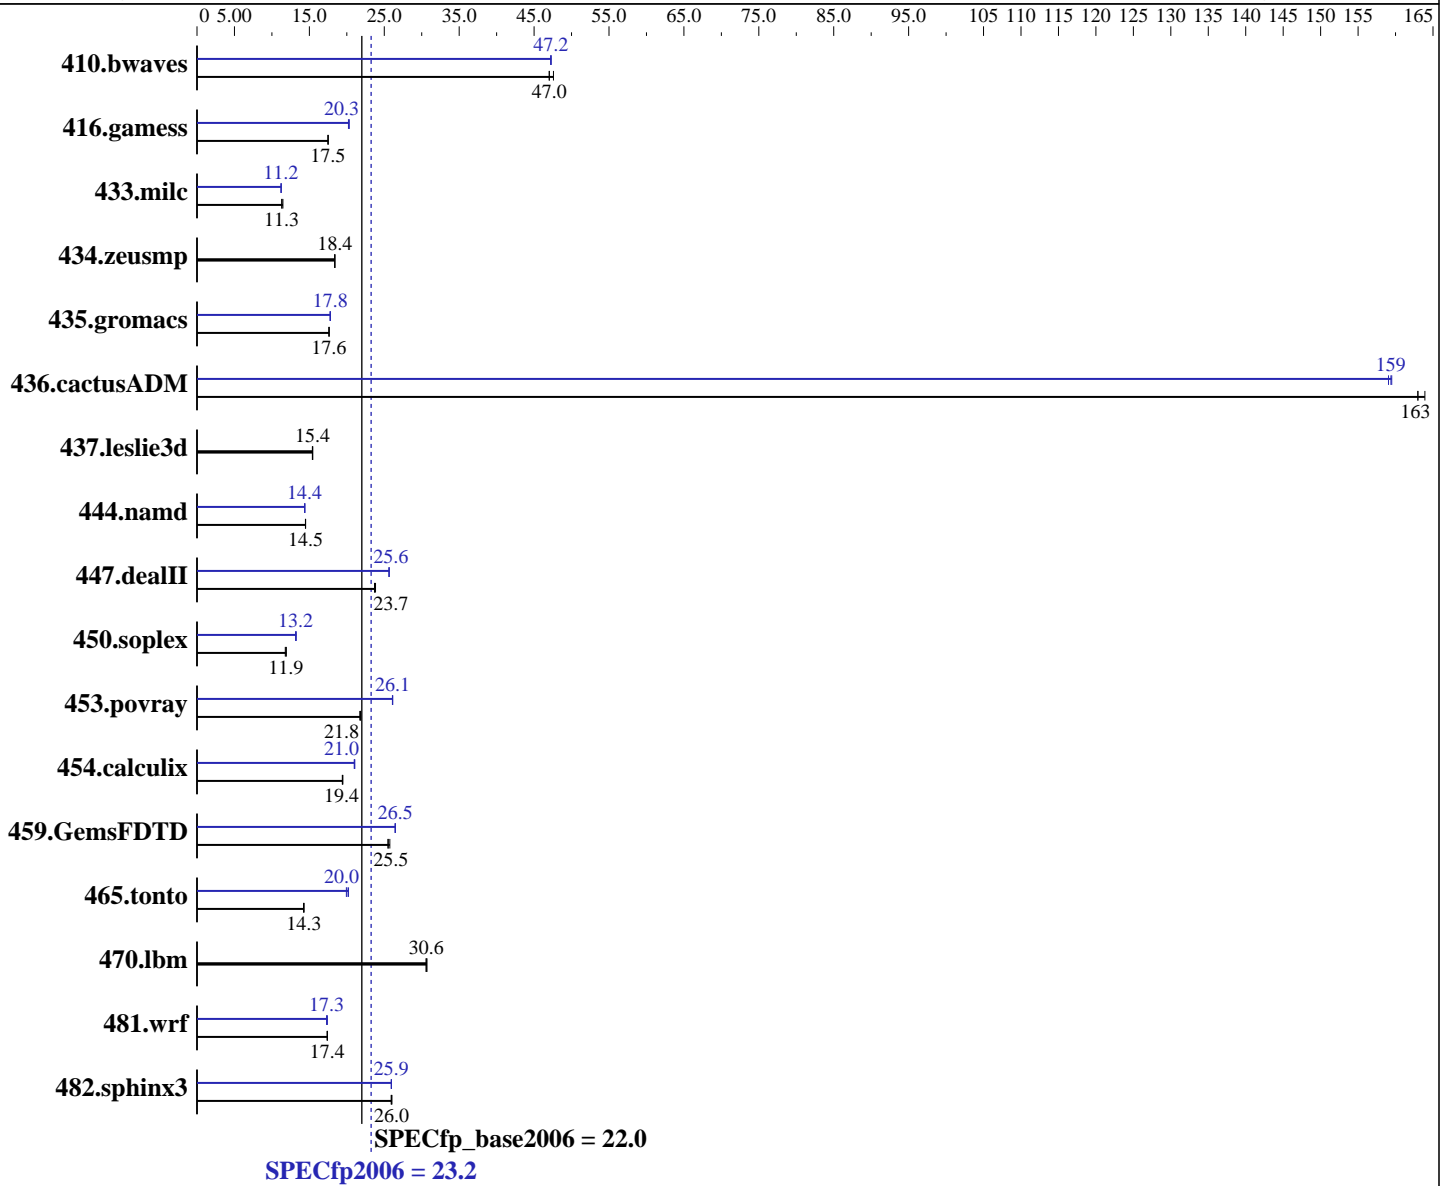 0 5.00 15.0 25.0 35.0 45.0 55.0 65.0 75.0 85.0 95.0 105 110 115 120 125 130 135 140 145 150 155 165
47.2
410.bwaves
47.0
20.3
416.gamess
17.5
11.2
433.milc
11.3
18.4
434.zeusmp
17.8
435.gromacs
17.6
159
436.cactusADM
163
15.4
437.leslie3d
14.4
444.namd
14.5
25.6
447.dealII
23.7
13.2
450.soplex
11.9
26.1
453.povray
21.8
21.0
454.calculix
19.4
26.5
459.GemsFDTD
25.5
20.0
465.tonto
14.3
30.6
470.lbm
17.3
481.wrf
17.4
25.9
482.sphinx3
26.0
SPECfp_base2006 = 22.0
SPECfp2006 = 23.2